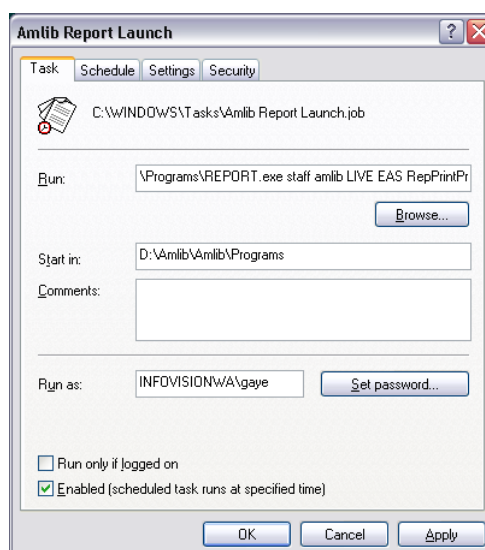 Amlib Report Launch
Task Schedule Settings Security
C:\WINDOWS\Tasks\Amlib Report Launch.job
Run: \Programs\REPORT.exe staff amlib LIVE EAS RepPrintPr
Browse...
Start in: D:\Amlib\Amlib\Programs
Comments:
Run as: INFOVISIONWA\gaye Set password...
Run only if logged on
Enabled (scheduled task runs at specified time)
OK Cancel Apply